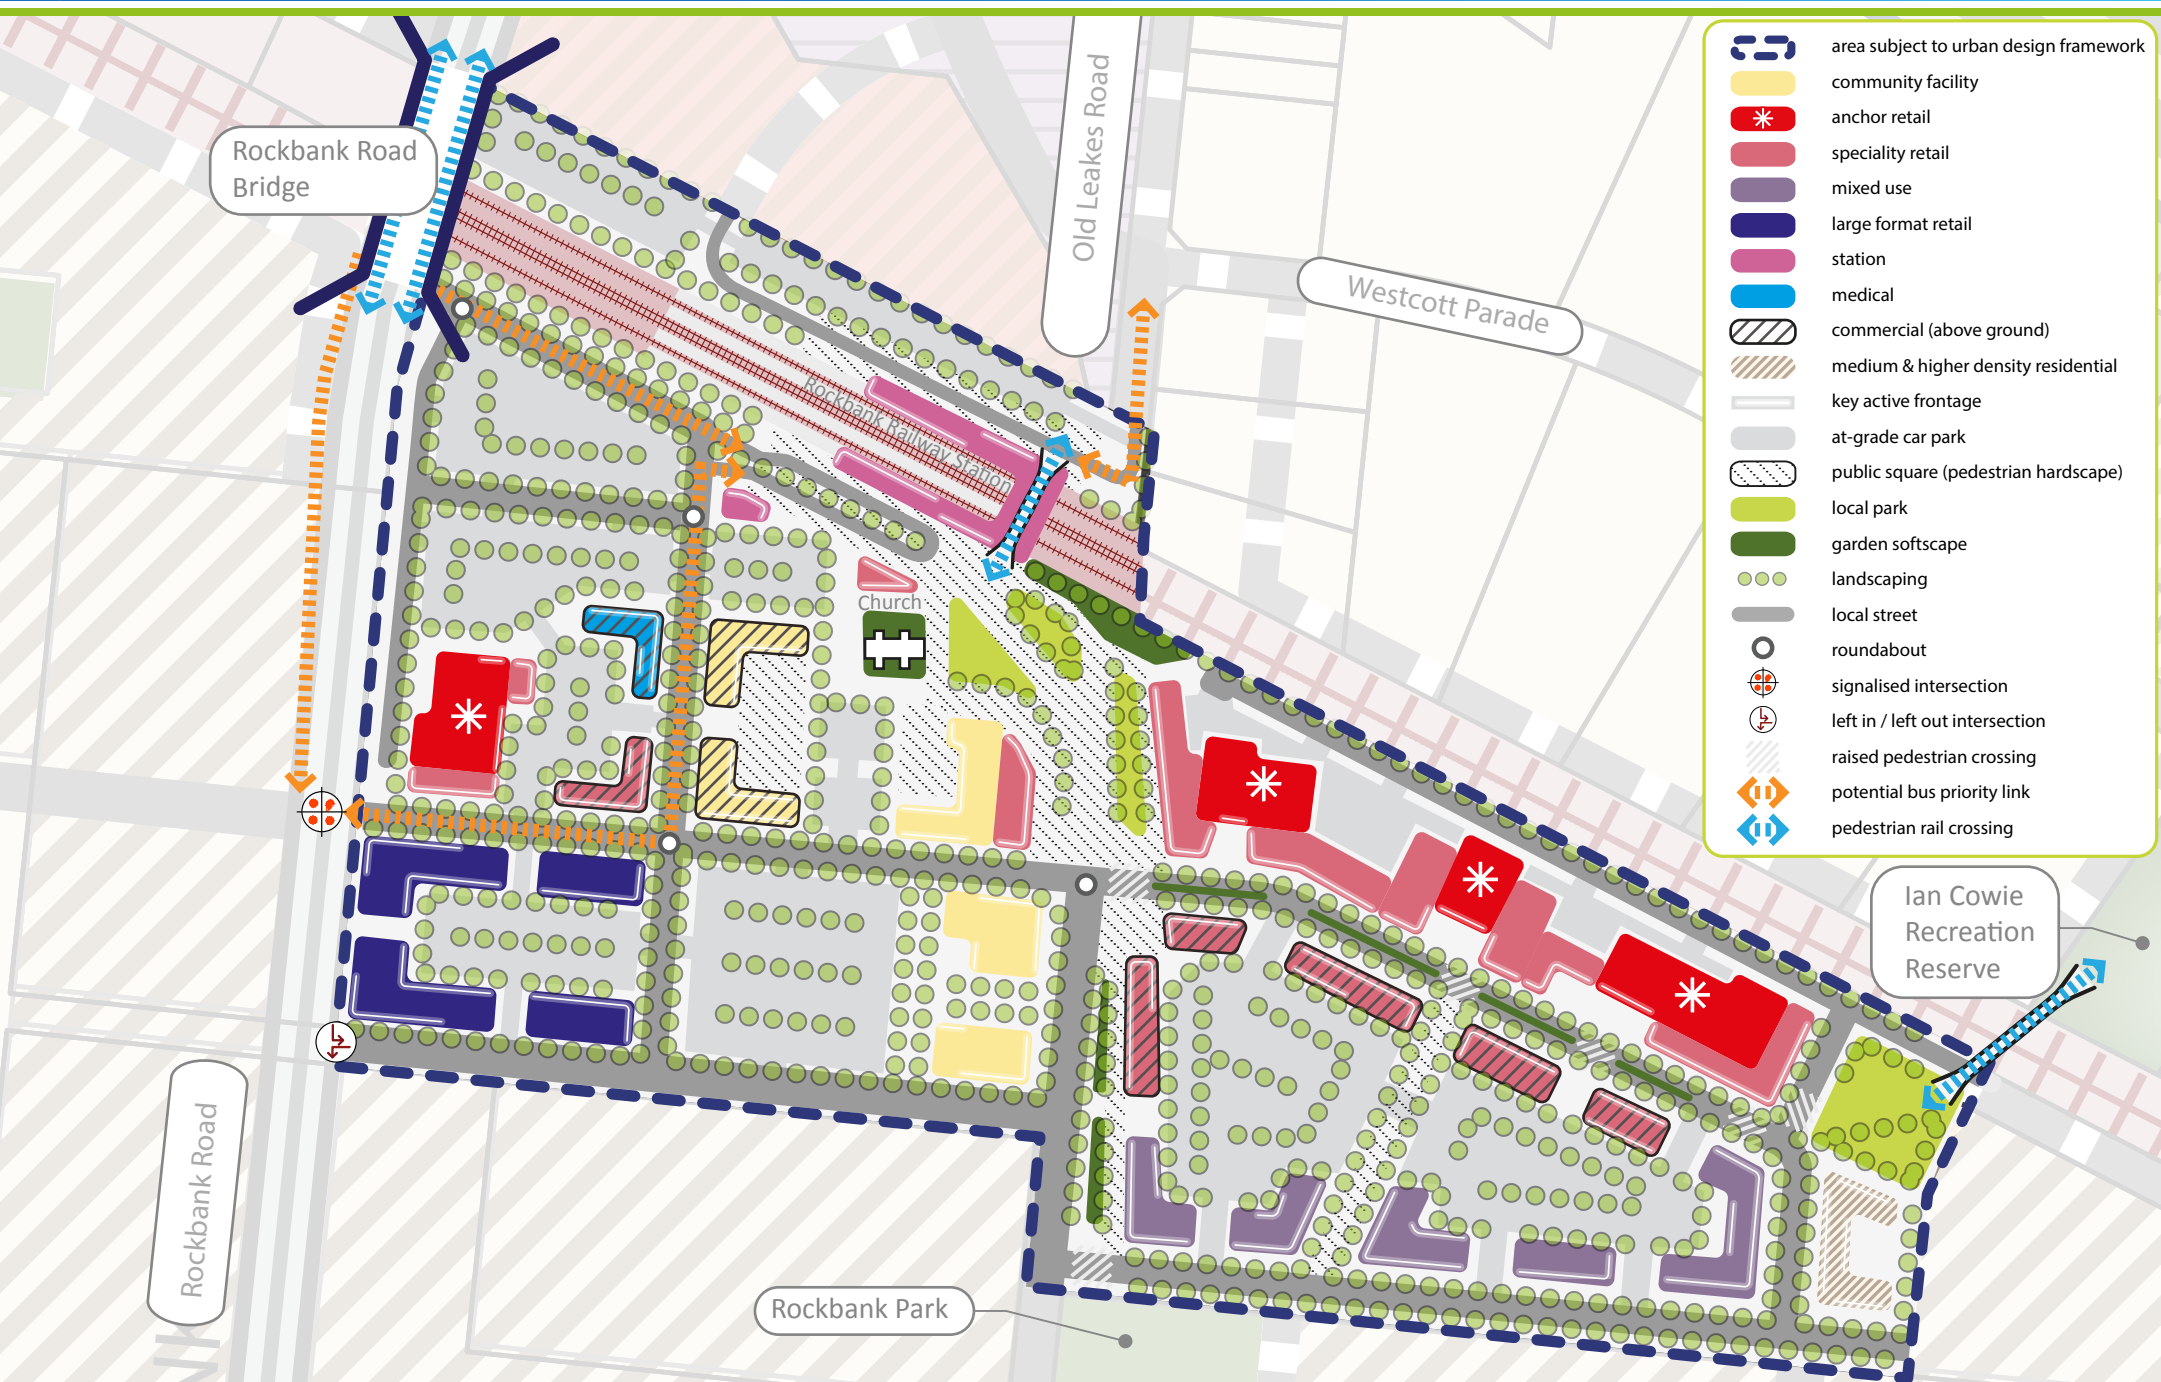 Rockbank Road
Bridge
Old Leakes Road
Westcott Parade
Rockbank Railway Station
Church
Ian Cowie
Recreation
Reserve
Rockbank Road
Rockbank Park
area subject to urban design framework
community facility
anchor retail
speciality retail
mixed use
large format retail
station
medical
commercial (above ground)
medium & higher density residential
key active frontage
at-grade car park
public square (pedestrian hardscape)
local park
garden softscape
landscaping
local street
roundabout
signalised intersection
left in / left out intersection
raised pedestrian crossing
potential bus priority link
pedestrian rail crossing